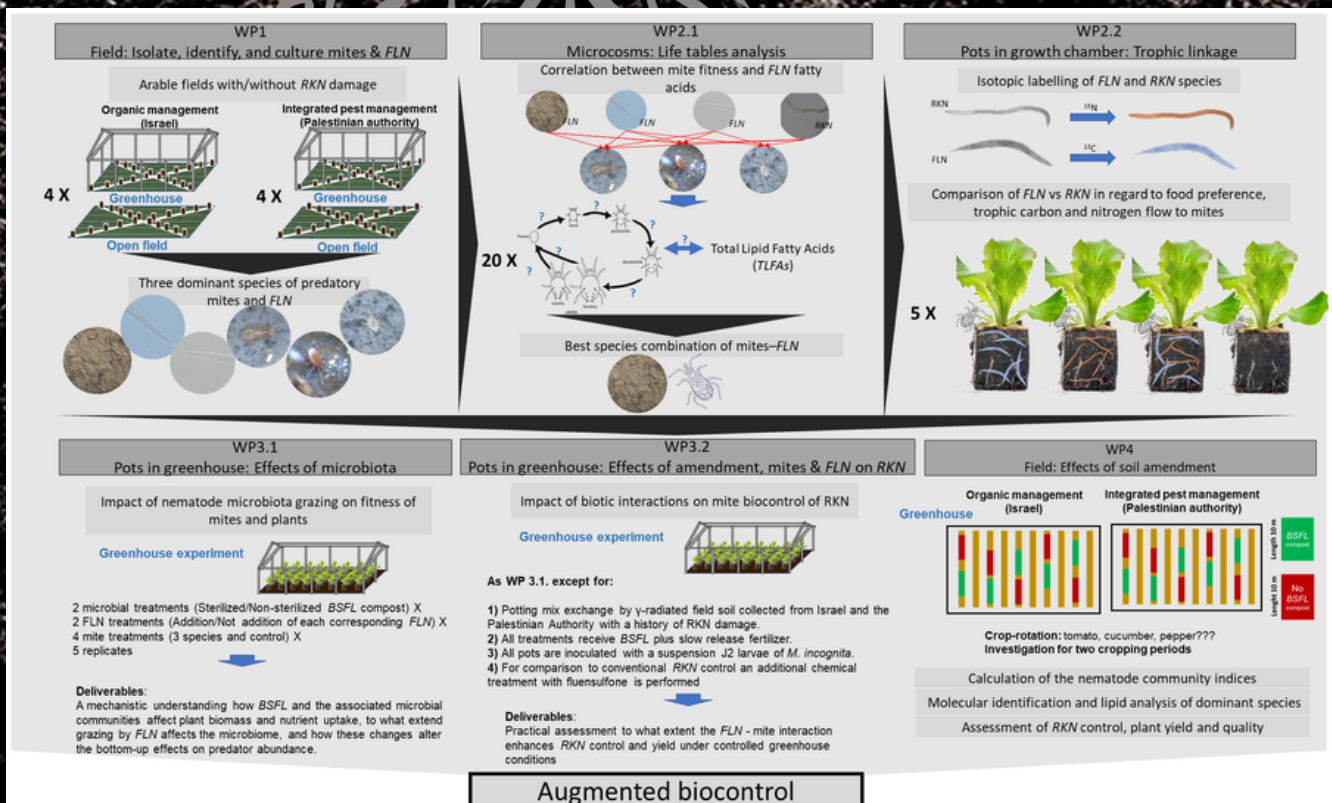 WP1
Field: Isolate, identify, and culture mites & FLN
Arable fields with/without RKN damage
Organic management
(Israel)
Integrated pest management
(Palestinian authority)
4 X
4 X
Greenhouse
Greenhouse
Open field
Open field
Three dominant species of predatory
mites and FLN
WP2.1
Microcosms: Life tables analysis
Correlation between mite fitness and FLN fatty
acids
FLN
FLN
FLN
RKN
20 X
?
?
?
?
?
?
?
Total Lipid Fatty Acids
(TLFAs)
Best species combination of mites–FLN
WP2.2
Pots in growth chamber: Trophic linkage
Isotopic labelling of FLN and RKN species
RKN
15N
FLN
13C
Comparison of FLN vs RKN in regard to food preference,
trophic carbon and nitrogen flow to mites
5 X
WP3.1
Pots in greenhouse: Effects of microbiota
Impact of nematode microbiota grazing on fitness of
mites and plants
Greenhouse experiment
2 microbial treatments (Sterilized/Non-sterilized BSFL compost) X
2 FLN treatments (Addition/Not addition of each corresponding FLN) X
4 mite treatments (3 species and control) X
5 replicates
Deliverables:
A mechanistic understanding how BSFL and the associated microbial
communities affect plant biomass and nutrient uptake, to what extend
grazing by FLN affects the microbiome, and how these changes alter
the bottom-up effects on predator abundance.
WP3.2
Pots in greenhouse: Effects of amendment, mites & FLN on RKN
Impact of biotic interactions on mite biocontrol of RKN
Greenhouse experiment
As WP 3.1. except for:
1) Potting mix exchange by γ-radiated field soil collected from Israel and the
Palestinian Authority with a history of RKN damage.
2) All treatments receive BSFL plus slow release fertilizer.
3) All pots are inoculated with a suspension J2 larvae of M. incognita.
4) For comparison to conventional RKN control an additional chemical
treatment with fluensulfone is performed
Deliverables:
Practical assessment to what extent the FLN - mite interaction
enhances RKN control and yield under controlled greenhouse
conditions
WP4
Field: Effects of soil amendment
Organic management
(Israel)
Integrated pest management
(Palestinian authority)
Greenhouse
Length 10 m
BSFL
compost
Lenght 10 m
No
BSFL
compost
Crop-rotation: tomato, cucumber, pepper???
Investigation for two cropping periods
Calculation of the nematode community indices
Molecular identification and lipid analysis of dominant species
Assessment of RKN control, plant yield and quality
Augmented biocontrol